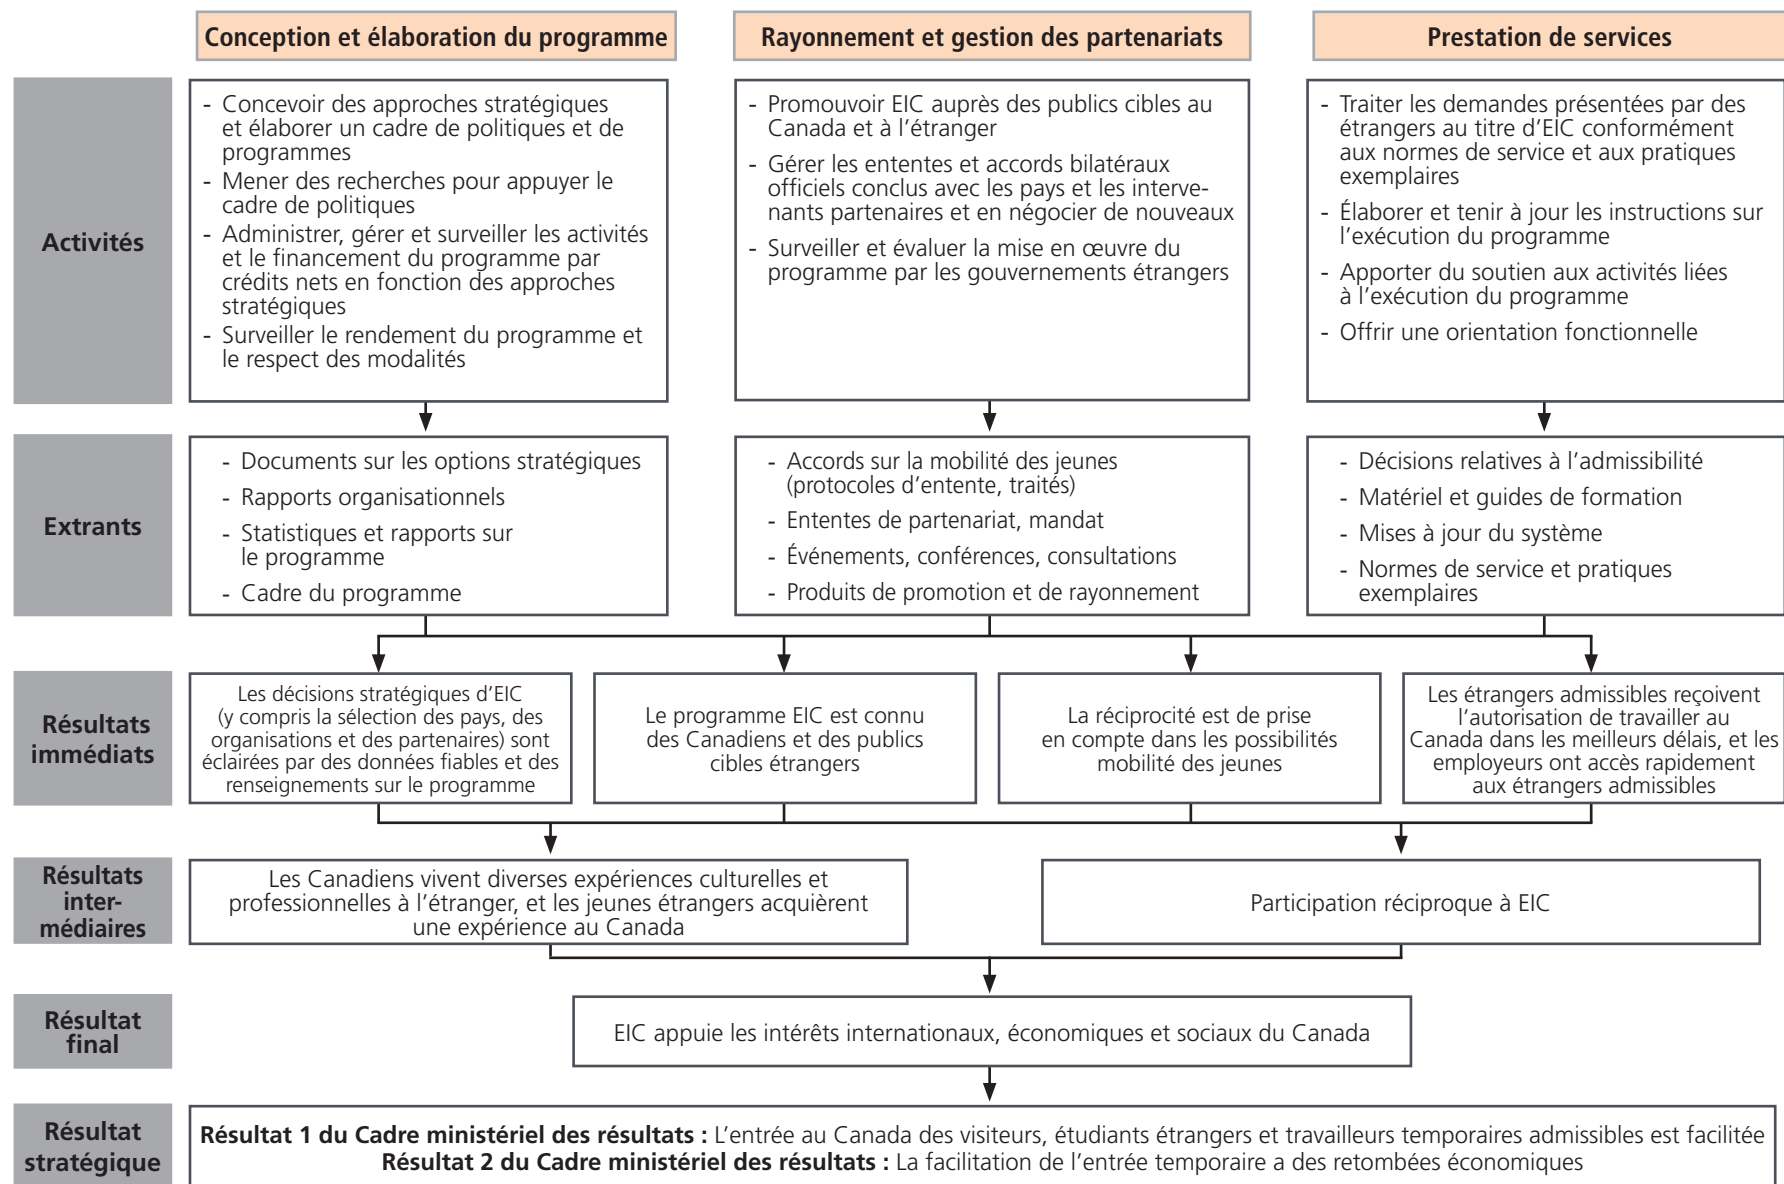 Conception et élaboration du programme
Rayonnement et gestion des partenariats
Prestation de services
Activités
- Concevoir des approches stratégiques
et élaborer un cadre de politiques et de
programmes
- Mener des recherches pour appuyer le
cadre de politiques
- Administrer, gérer et surveiller les activités
et le financement du programme par
crédits nets en fonction des approches
stratégiques
- Surveiller le rendement du programme et
le respect des modalités
- Promouvoir EIC auprès des publics cibles au
Canada et à l'étranger
- Gérer les ententes et accords bilatéraux
officiels conclus avec les pays et les interve-
nants partenaires et en négocier de nouveaux
- Surveiller et évaluer la mise en œuvre du
programme par les gouvernements étrangers
- Traiter les demandes présentées par des
étrangers au titre d'EIC conformément
aux normes de service et aux pratiques
exemplaires
- Élaborer et tenir à jour les instructions sur
l'exécution du programme
- Apporter du soutien aux activités liées
à l'exécution du programme
- Offrir une orientation fonctionnelle
Extrants
- Documents sur les options stratégiques
- Rapports organisationnels
- Statistiques et rapports sur
le programme
- Cadre du programme
- Accords sur la mobilité des jeunes
(protocoles d'entente, traités)
- Ententes de partenariat, mandat
- Événements, conférences, consultations
- Produits de promotion et de rayonnement
- Décisions relatives à l'admissibilité
- Matériel et guides de formation
- Mises à jour du système
- Normes de service et pratiques
exemplaires
Résultats
immédiats
Les décisions stratégiques d'EIC
(y compris la sélection des pays, des
organisations et des partenaires) sont
éclairées par des données fiables et des
renseignements sur le programme
Le programme EIC est connu
des Canadiens et des publics
cibles étrangers
La réciprocité est de prise
en compte dans les possibilités
mobilité des jeunes
Les étrangers admissibles reçoivent
l'autorisation de travailler au
Canada dans les meilleurs délais, et les
employeurs ont accès rapidement
aux étrangers admissibles
Résultats
inter-
médiaires
Les Canadiens vivent diverses expériences culturelles et
professionnelles à l'étranger, et les jeunes étrangers acquièrent
une expérience au Canada
Participation réciproque à EIC
Résultat
final
EIC appuie les intérêts internationaux, économiques et sociaux du Canada
Résultat
stratégique
Résultat 1 du Cadre ministériel des résultats : L'entrée au Canada des visiteurs, étudiants étrangers et travailleurs temporaires admissibles est facilitée
Résultat 2 du Cadre ministériel des résultats : La facilitation de l'entrée temporaire a des retombées économiques